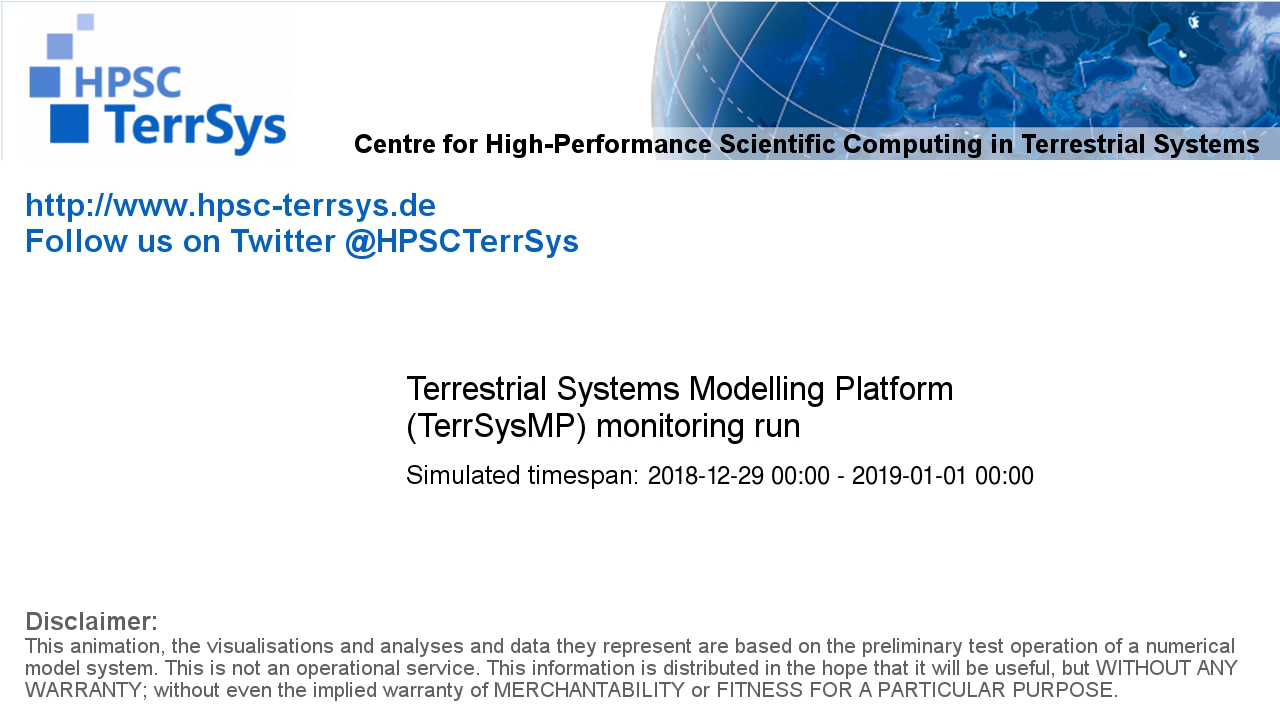 HPSC
TerrSys
Centre for High-Performance Scientific Computing in Terrestrial Systems
http://www.hpsc-terrsys.de
Follow us on Twitter @HPSCTerrSys
Terrestrial Systems Modelling Platform
(TerrSysMP) monitoring run
Simulated timespan: 2018-12-29 00:00 - 2019-01-01 00:00
Disclaimer:
This animation, the visualisations and analyses and data they represent are based on the preliminary test operation of a numerical
model system. This is not an operational service. This information is distributed in the hope that it will be useful, but WITHOUT ANY
WARRANTY; without even the implied warranty of MERCHANTABILITY or FITNESS FOR A PARTICULAR PURPOSE.